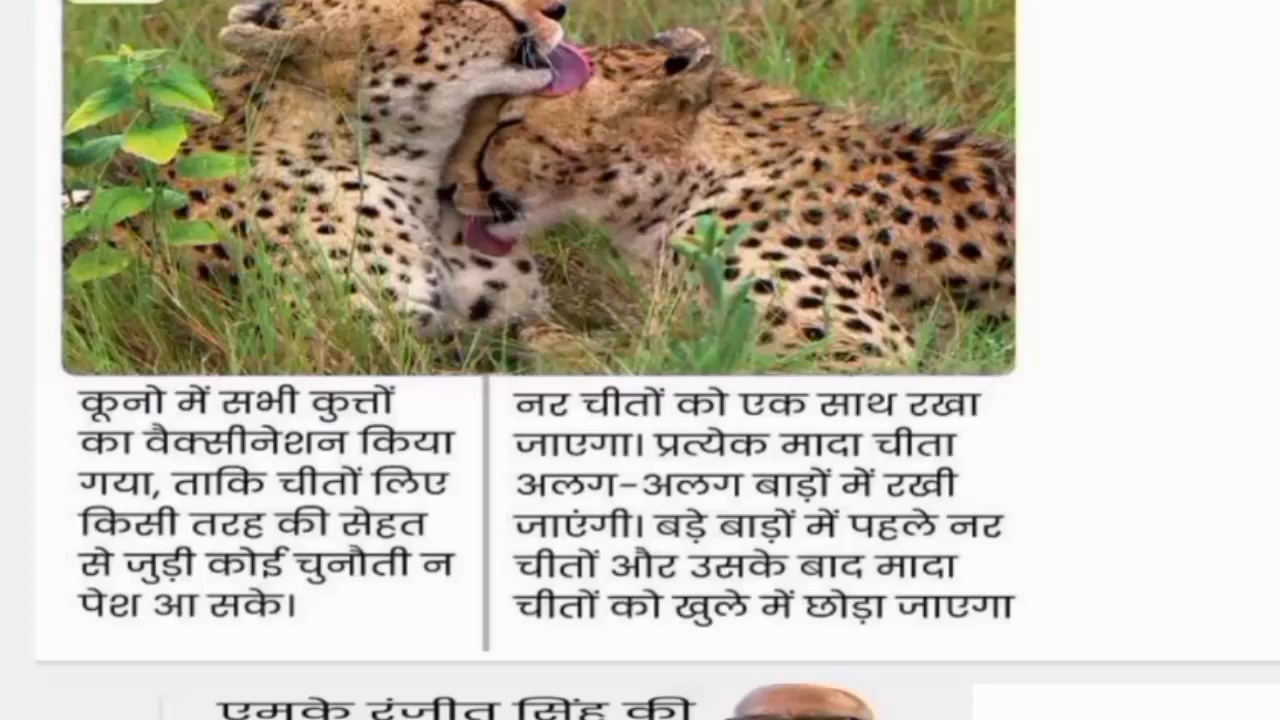 कूनो में सभी कुत्तों
का वैक्सीनेशन किया
गया, ताकि चीतों लिए
किसी तरह की सेहत
से जुड़ी कोई चुनौती न
पेश आ सके।
नर चीतों को एक साथ रखा
जाएगा। प्रत्येक मादा चीता
अलग-अलग बाड़ों में रखी
जाएंगी। बड़े बाड़ों में पहले नर
चीतों और उसके बाद मादा
चीतों को खुले में छोड़ा जाएगा
एमके रंजीत सिंह की